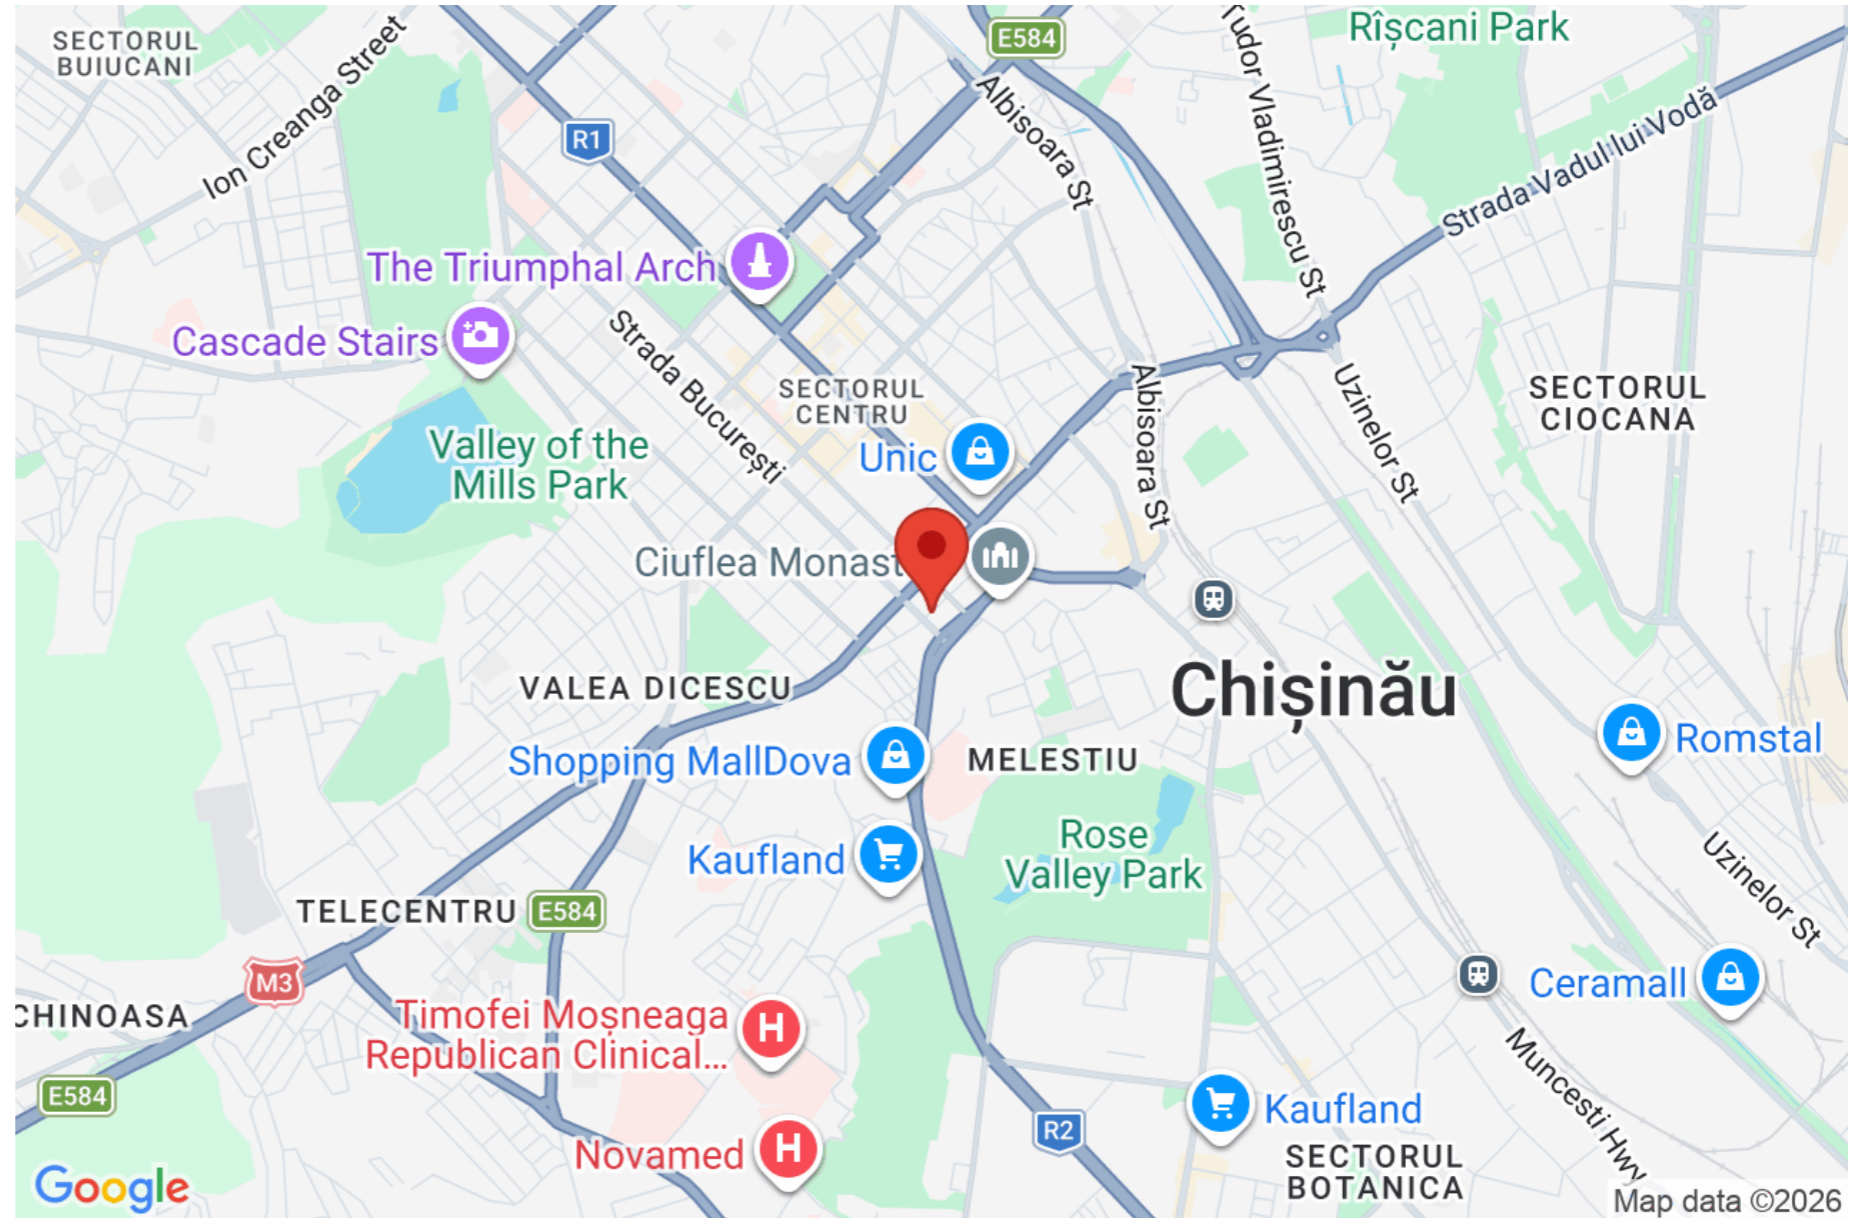 SECTORUL
BUIUCANI
Ion Creanga Street
E584
Rîșcani Park
Tudor Vladimirescu St
Albisoara St
R1
Strada Vadul lui Vodă
The Triumphal Arch
Cascade Stairs
Strada București
SECTORUL
CENTRU
Albisoara St
Uzinelor St
SECTORUL
CIOCANA
Valley of the
Mills Park
Unic
Ciuflea Monast
VALEA DICESCU
Chișinău
Shopping MallDova
MELESTIU
Romstal
Rose
Valley Park
Kaufland
Uzinelor St
TELECENTRU
E584
M3
Ceramall
CHINOASA
Timofei Moșneaga
Republican Clinical...
Muncesti Hwy
E584
R2
Kaufland
Novamed
SECTORUL
BOTANICA
Google
Map data ©2026